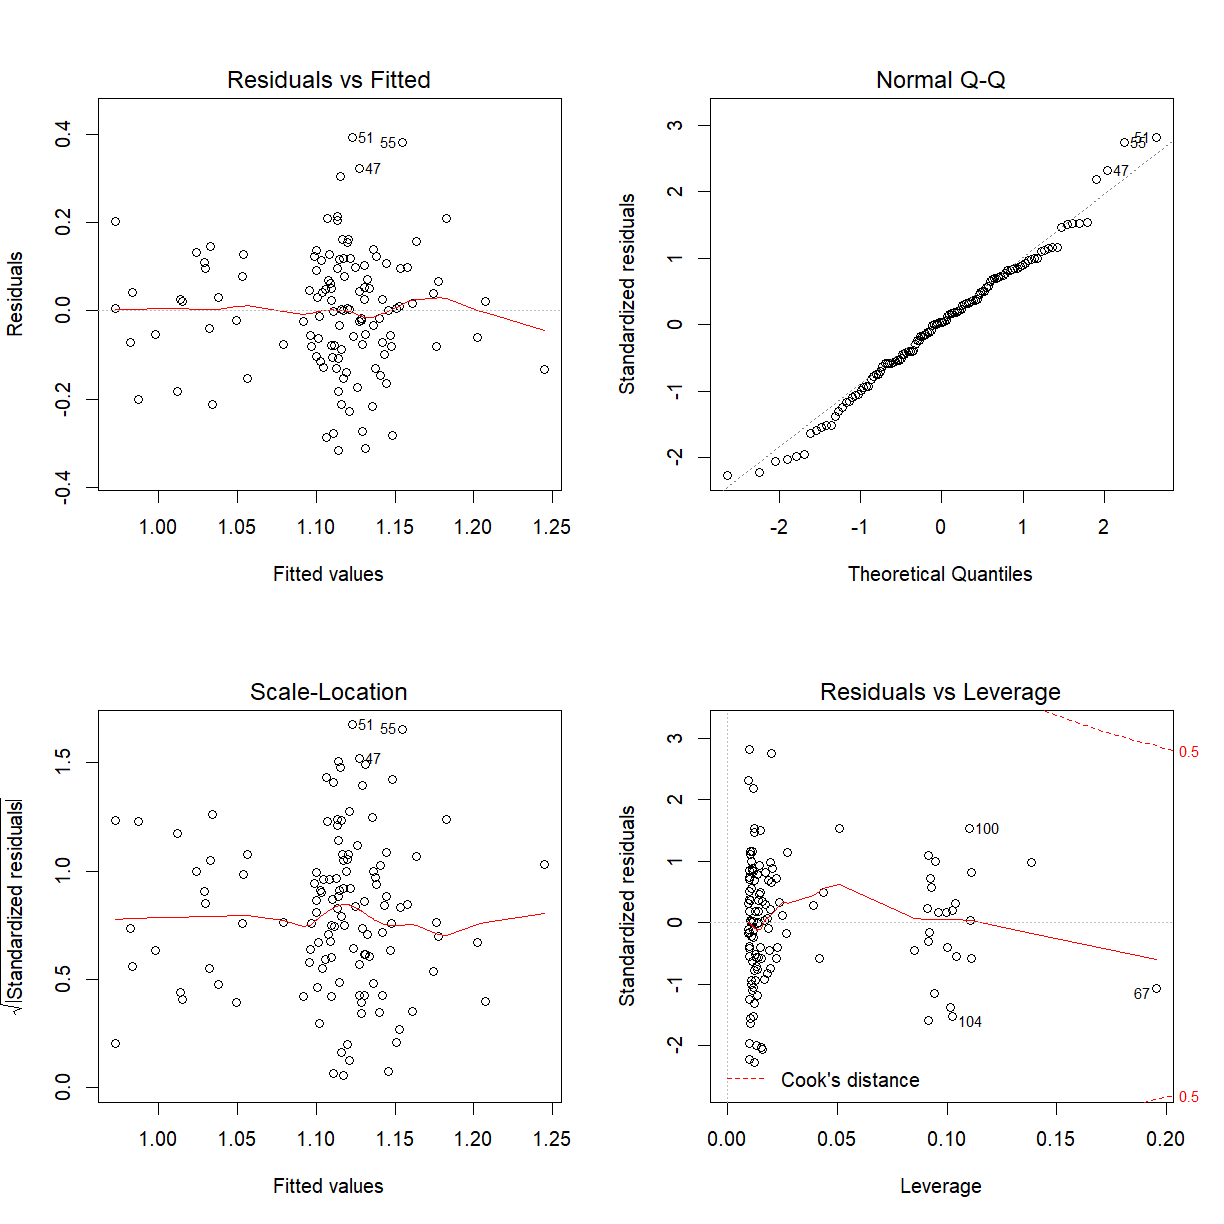 Residuals vs Fitted
Residuals
0.4
0.2
0.0
-0.2
-0.4
51
55
47
1.00 1.05 1.10 1.15 1.20 1.25
Fitted values
Normal Q-Q
Standardized residuals
3
2
1
0
-1
-2
51
55
47
-2 -1 0 1 2
Theoretical Quantiles
Scale-Location
√|Standardized residuals|
1.5
1.0
0.5
0.0
51
55
47
1.00 1.05 1.10 1.15 1.20 1.25
Fitted values
Residuals vs Leverage
Standardized residuals
3
2
1
0
-1
-2
0.5
100
67
104
Cook's distance
0.5
0.00 0.05 0.10 0.15 0.20
Leverage